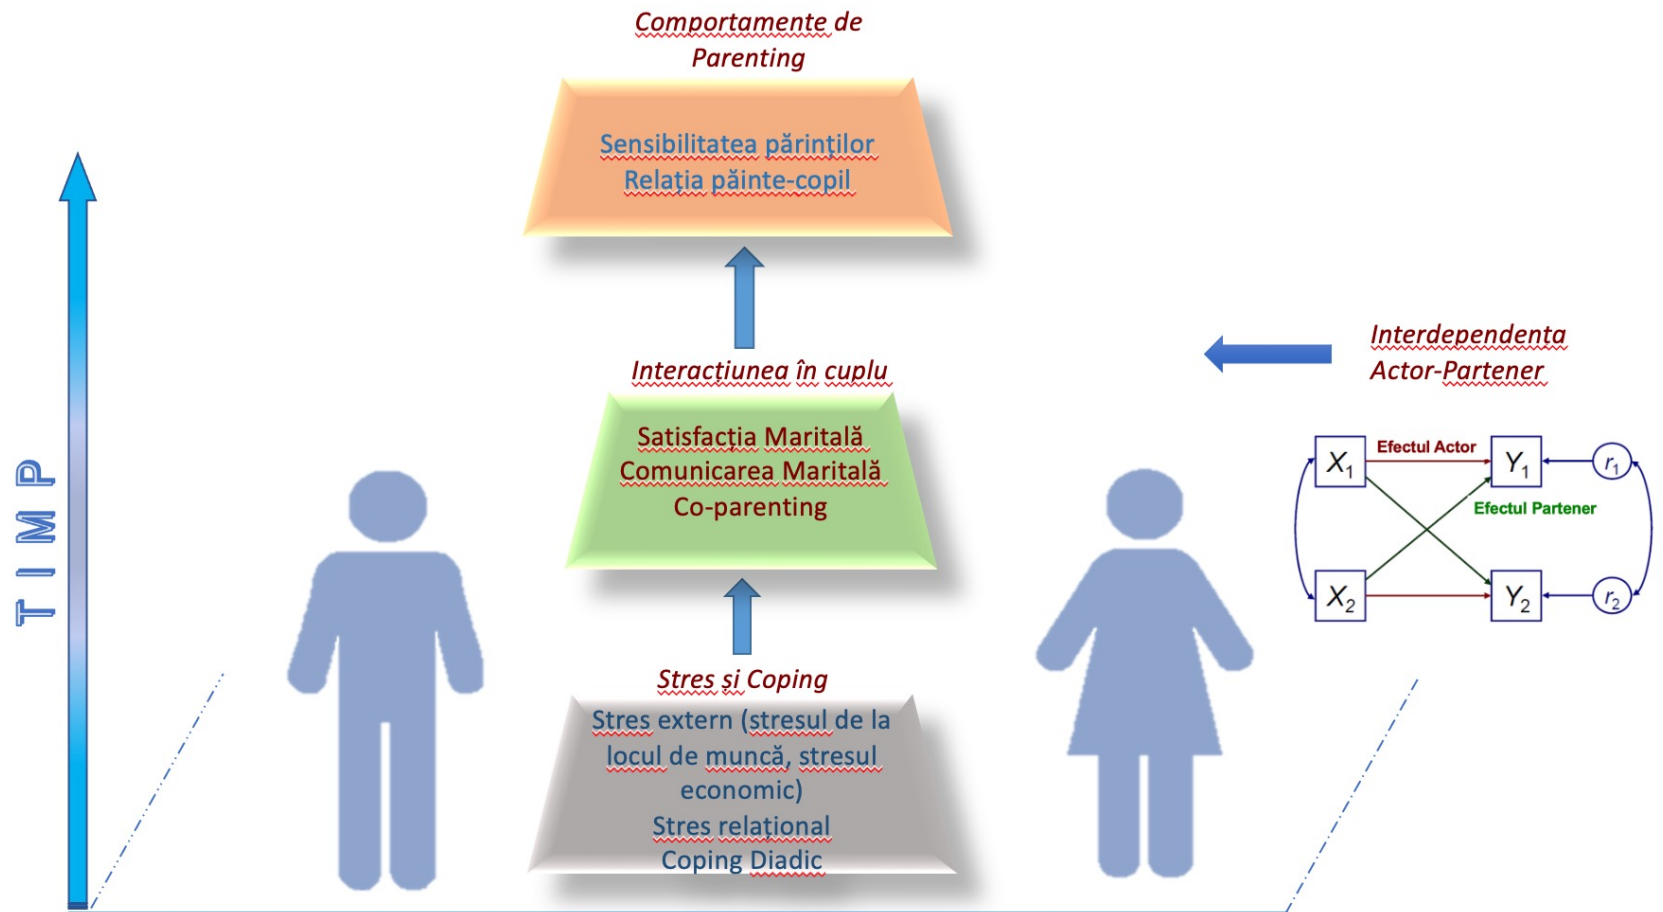 Comportamente de
Parenting
Sensibilitatea părinților
Relația păinte-copil
Interacțiunea în cuplu
Satisfacția Maritală
Comunicarea Maritală
Co-parenting
Stres și Coping
Stres extern (stresul de la
locul de muncă, stresul
economic)
Stres relațional
Coping Diadic
TIMP
Interdependenta
Actor-Partener
X1
Efectul Actor
Y1
r1
Efectul Partener
X2
Y2
r2